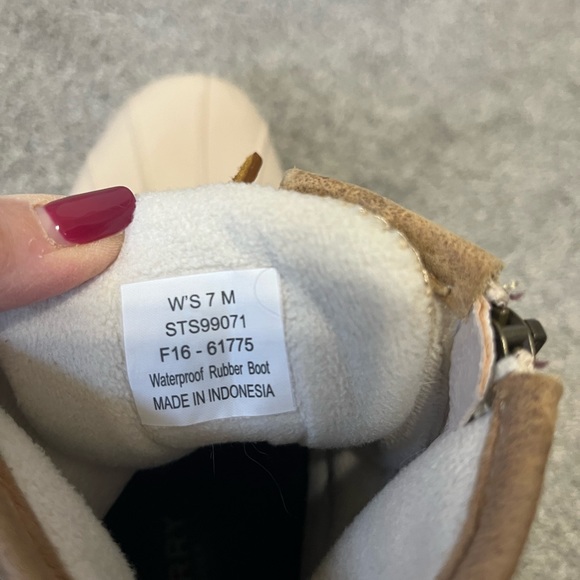 W'S 7 M
STS99071
F16 - 61775
Waterproof Rubber Boot
MADE IN INDONESIA